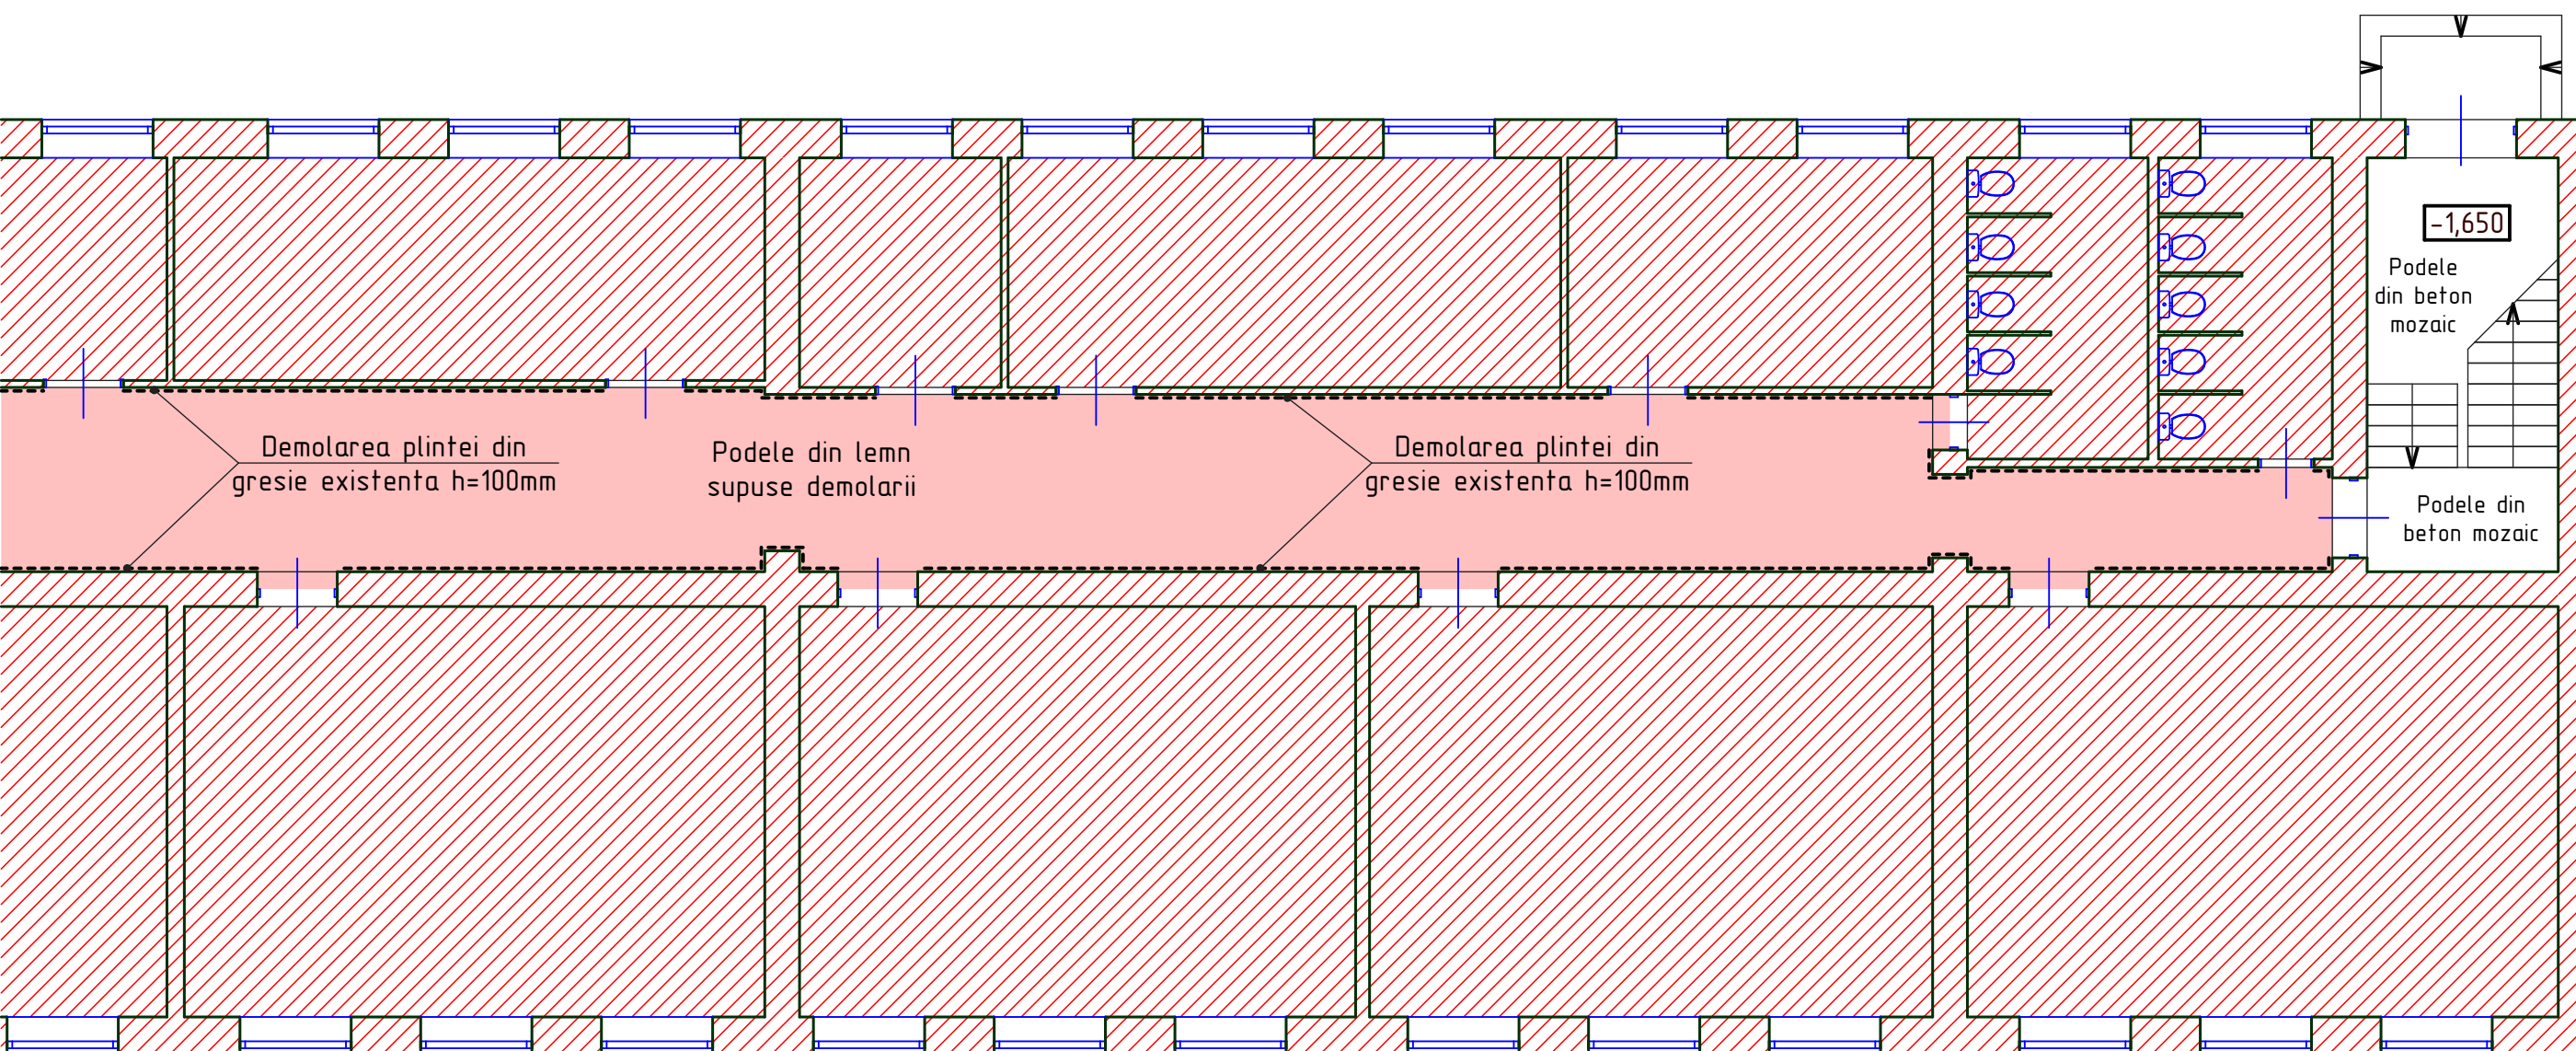 -1,650
Podele
din beton
mozaic
Demolarea plintei din
gresie existenta h=100mm
Podele din lemn
supuse demolarii
Demolarea plintei din
gresie existenta h=100mm
Podele din
beton mozaic